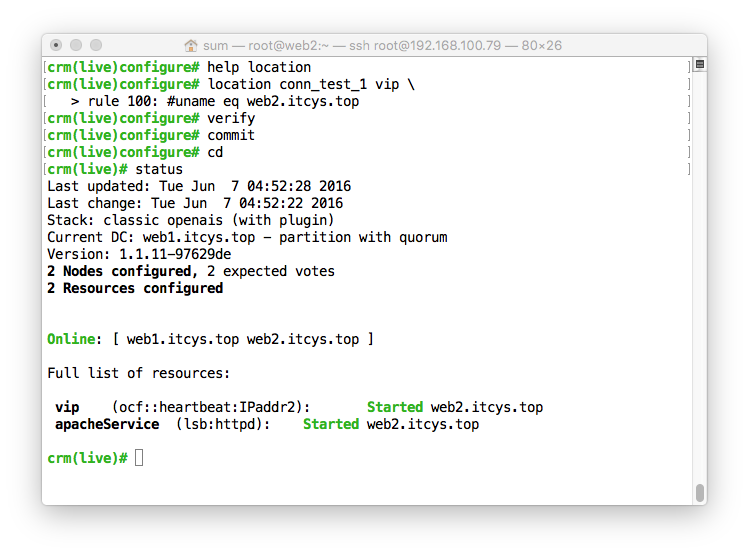 sum — root@web2:~ — ssh root@192.168.100.79 — 80×26
[crm(live)configure# help location ]
[crm(live)configure# location conn_test_1 vip \ ]
[   > rule 100: #uname eq web2.itcys.top ]
[crm(live)configure# verify ]
[crm(live)configure# commit ]
[crm(live)configure# cd ]
[crm(live)# status ]
Last updated: Tue Jun  7 04:52:28 2016
Last change: Tue Jun  7 04:52:22 2016
Stack: classic openais (with plugin)
Current DC: web1.itcys.top - partition with quorum
Version: 1.1.11-97629de
2 Nodes configured, 2 expected votes
2 Resources configured
Online: [ web1.itcys.top web2.itcys.top ]
Full list of resources:
 vip    (ocf::heartbeat:IPaddr2):       Started web2.itcys.top
 apacheService  (lsb:httpd):    Started web2.itcys.top
crm(live)#